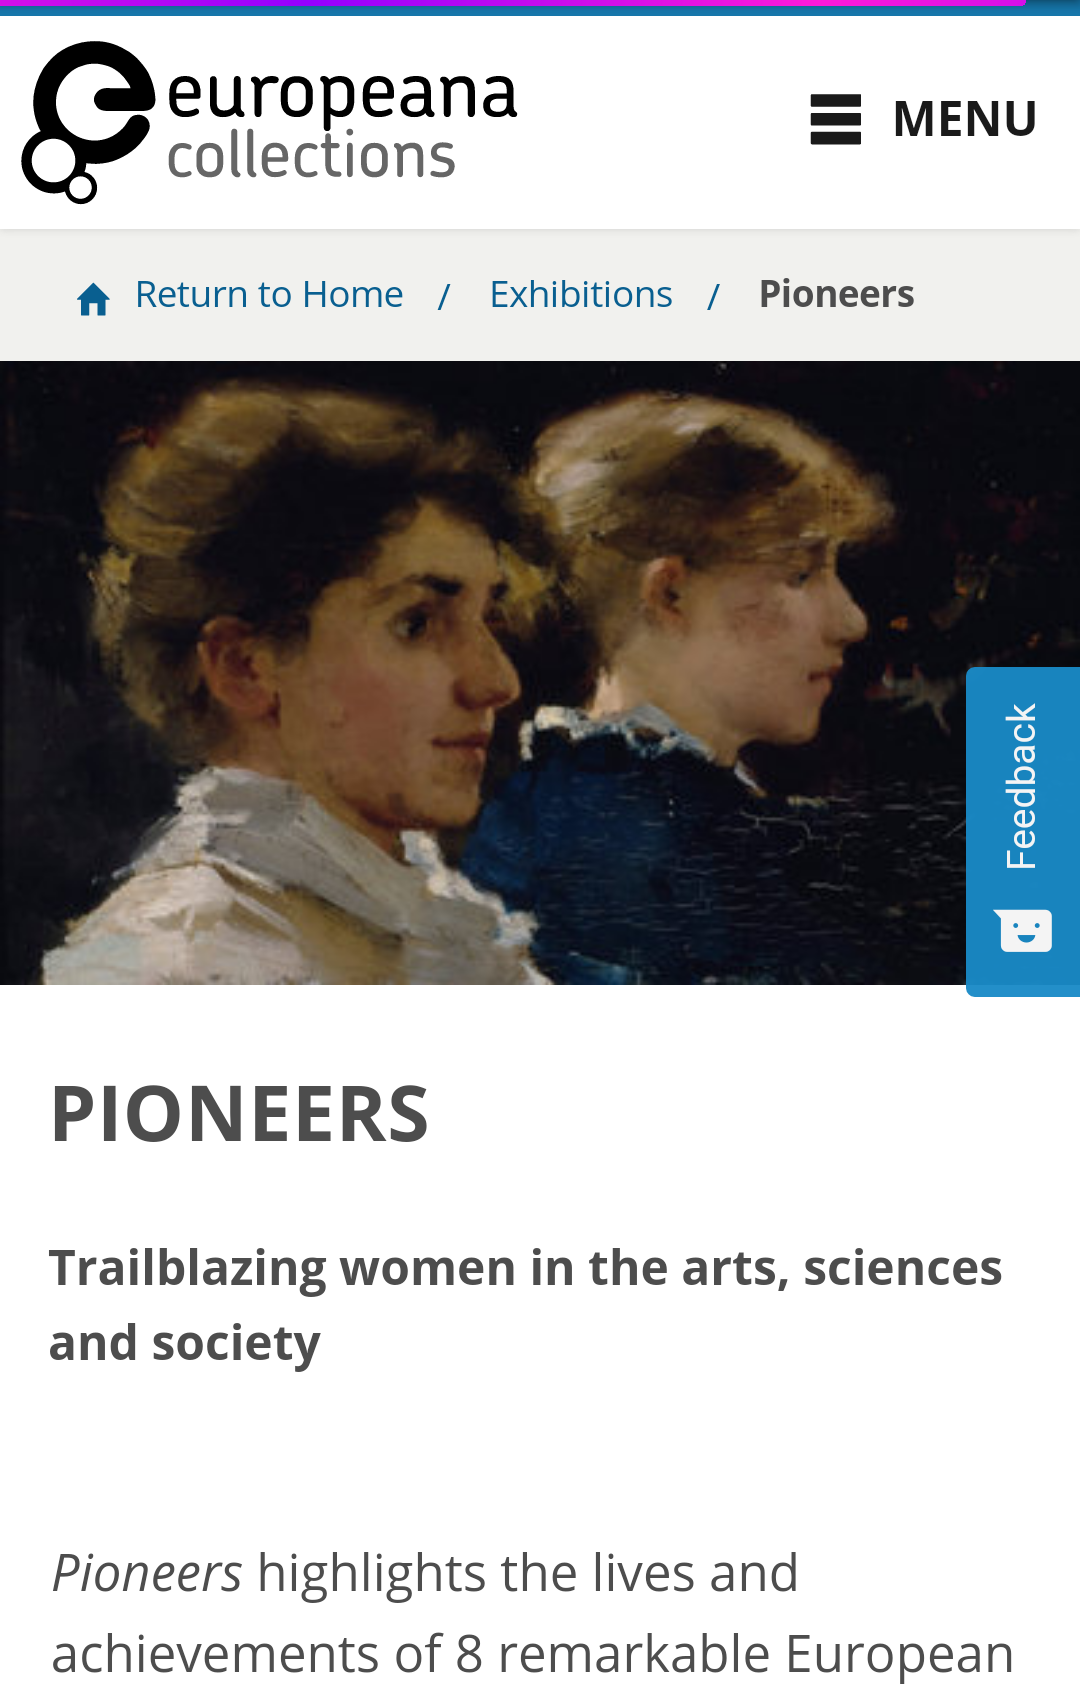 europeana
collections
MENU
Return to Home / Exhibitions / Pioneers
Feedback
PIONEERS
Trailblazing women in the arts, sciences
and society
Pioneers highlights the lives and
achievements of 8 remarkable European